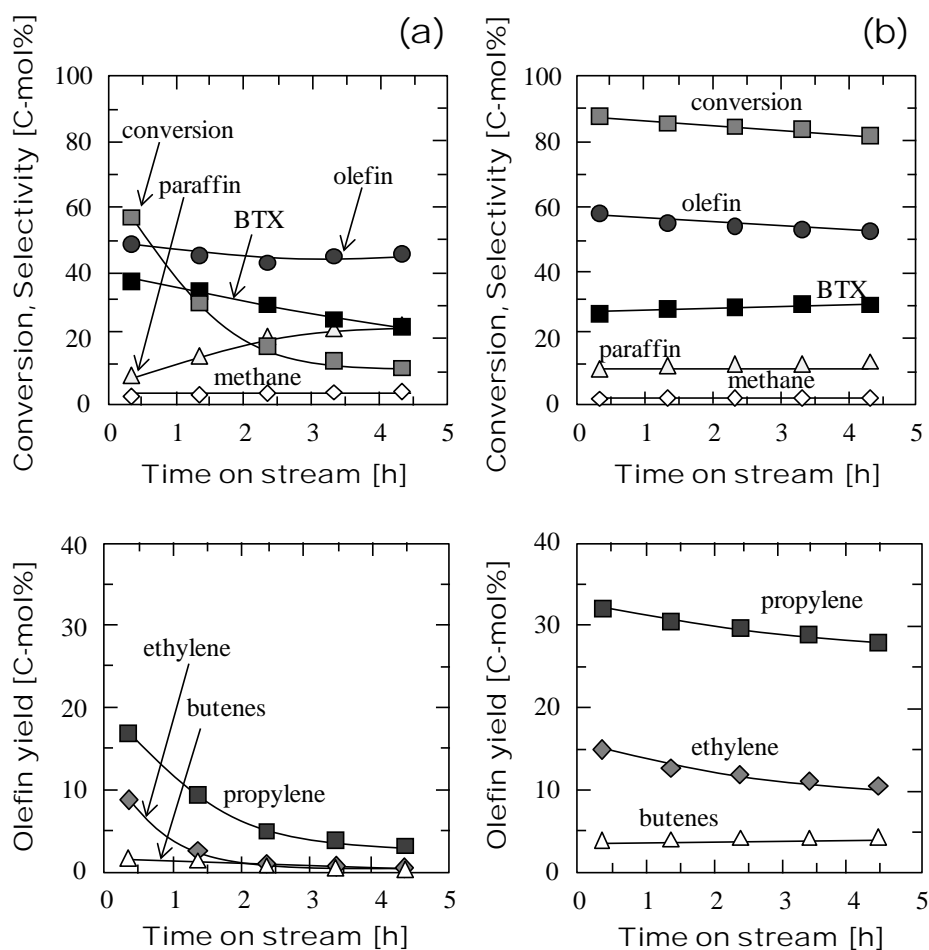 (a)
Conversion, Selectivity [C-mol%]
100
80
60
40
20
0
conversion
paraffin
olefin
BTX
methane
0 1 2 3 4 5
Time on stream [h]
(b)
Conversion, Selectivity [C-mol%]
100
80
60
40
20
0
conversion
olefin
BTX
paraffin
methane
0 1 2 3 4 5
Time on stream [h]
Olefin yield [C-mol%]
40
30
20
10
0
ethylene
butenes
propylene
0 1 2 3 4 5
Time on stream [h]
Olefin yield [C-mol%]
40
30
20
10
0
propylene
ethylene
butenes
0 1 2 3 4 5
Time on stream [h]